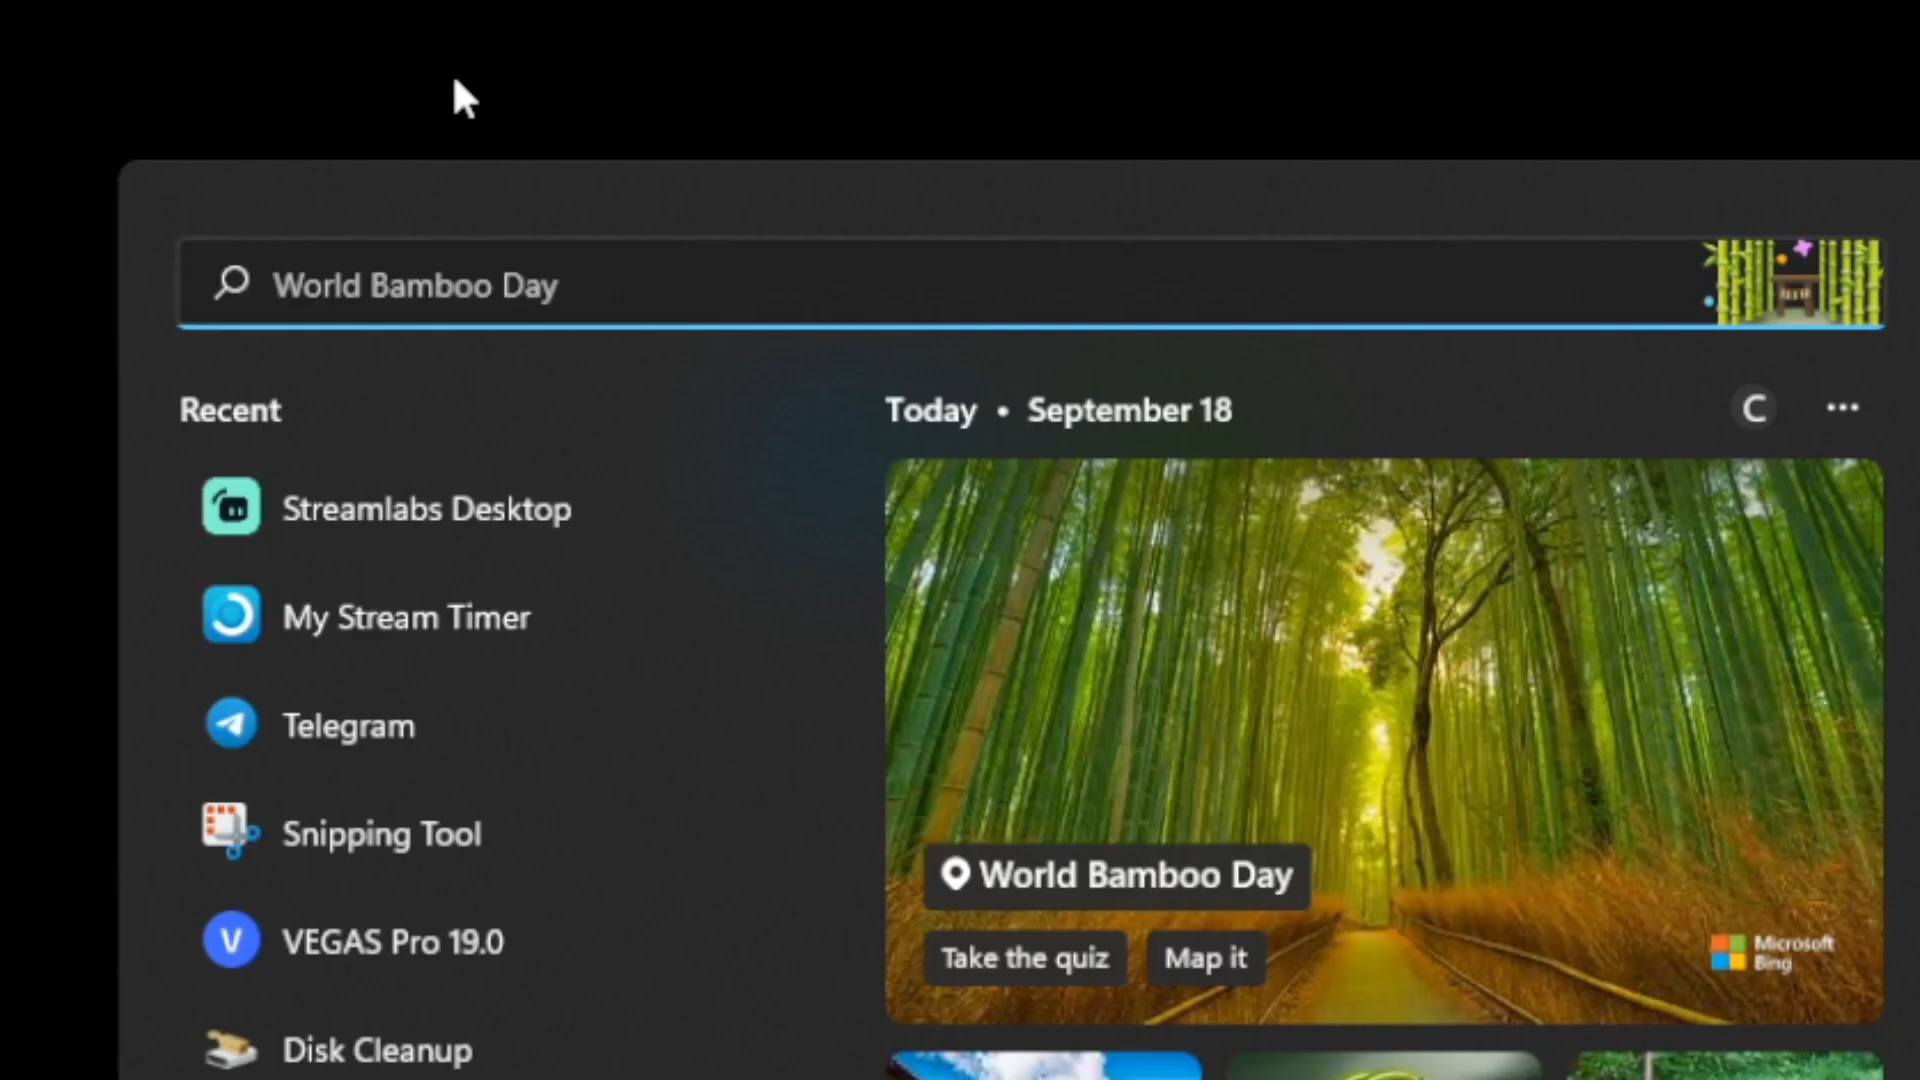 World Bamboo Day
Recent
Today • September 18
C
Streamlabs Desktop
My Stream Timer
Telegram
Snipping Tool
V
VEGAS Pro 19.0
Disk Cleanup
World Bamboo Day
Take the quiz
Map it
Microsoft
Bing